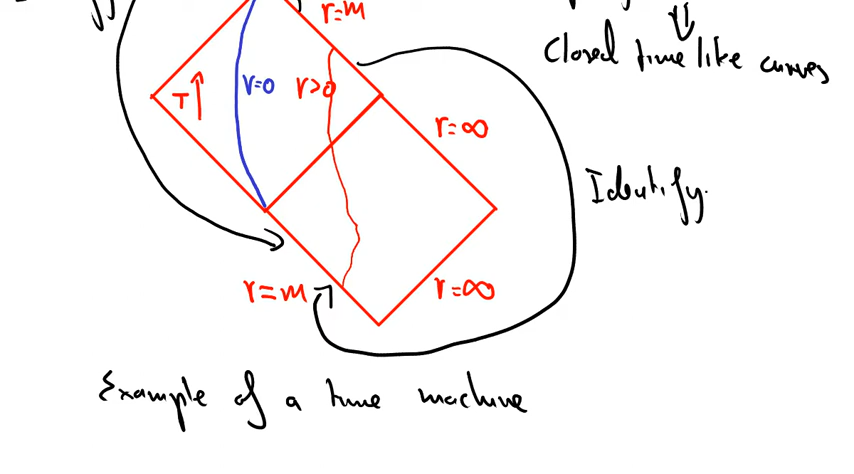 r=m
Closed time like curves
T
r=0
r>0
r=∞
Identify.
r=m
r=∞
Example of a time machine